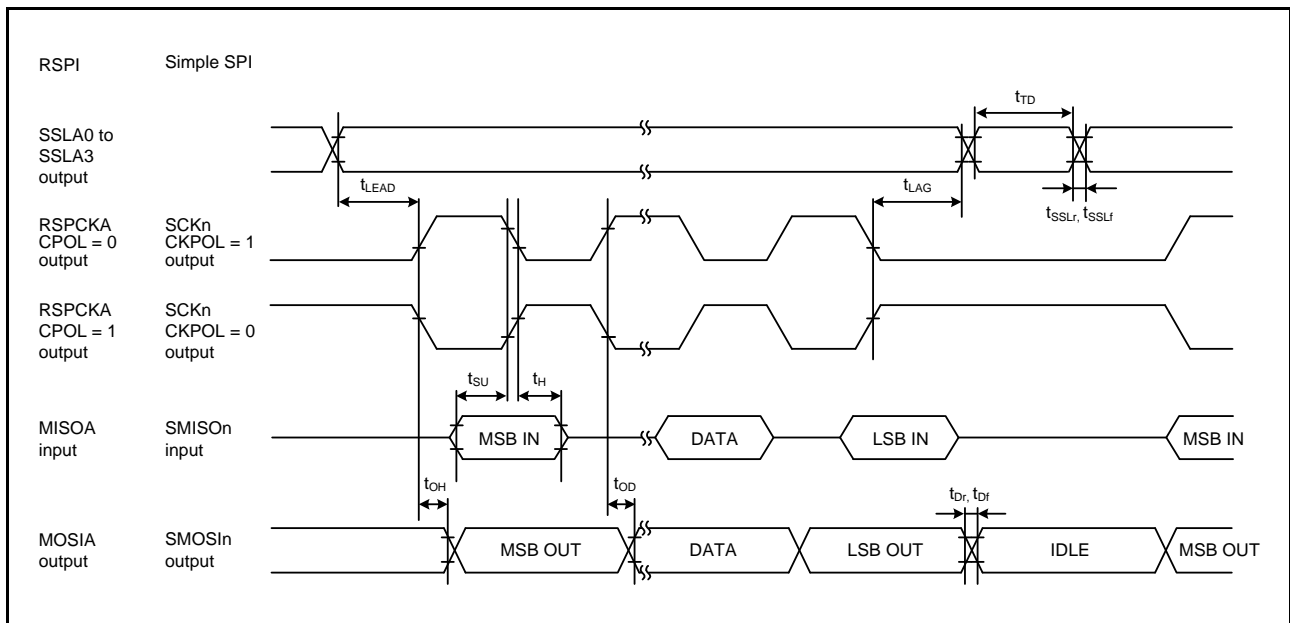 RSPI Simple SPI
tTD
SSLA0 to
SSLA3
output
tLEAD
tLAG
tSSLr, tSSLf
RSPCKA SCKn
CPOL = 0 CKPOL = 1
output output
RSPCKA SCKn
CPOL = 1 CKPOL = 0
output output
tSU tH
MISOA SMISOn
input input
MSB IN DATA LSB IN MSB IN
tOH tOD tDr, tDf
MOSIA SMOSIn
output output
MSB OUT DATA LSB OUT IDLE MSB OUT